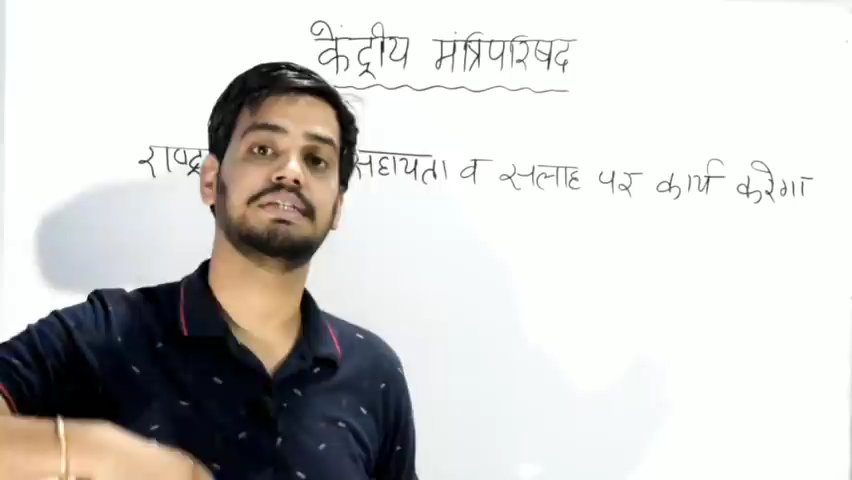 केंद्रीय मंत्रिपरिषद
सहायता व सलाह पर कार्य करेगा